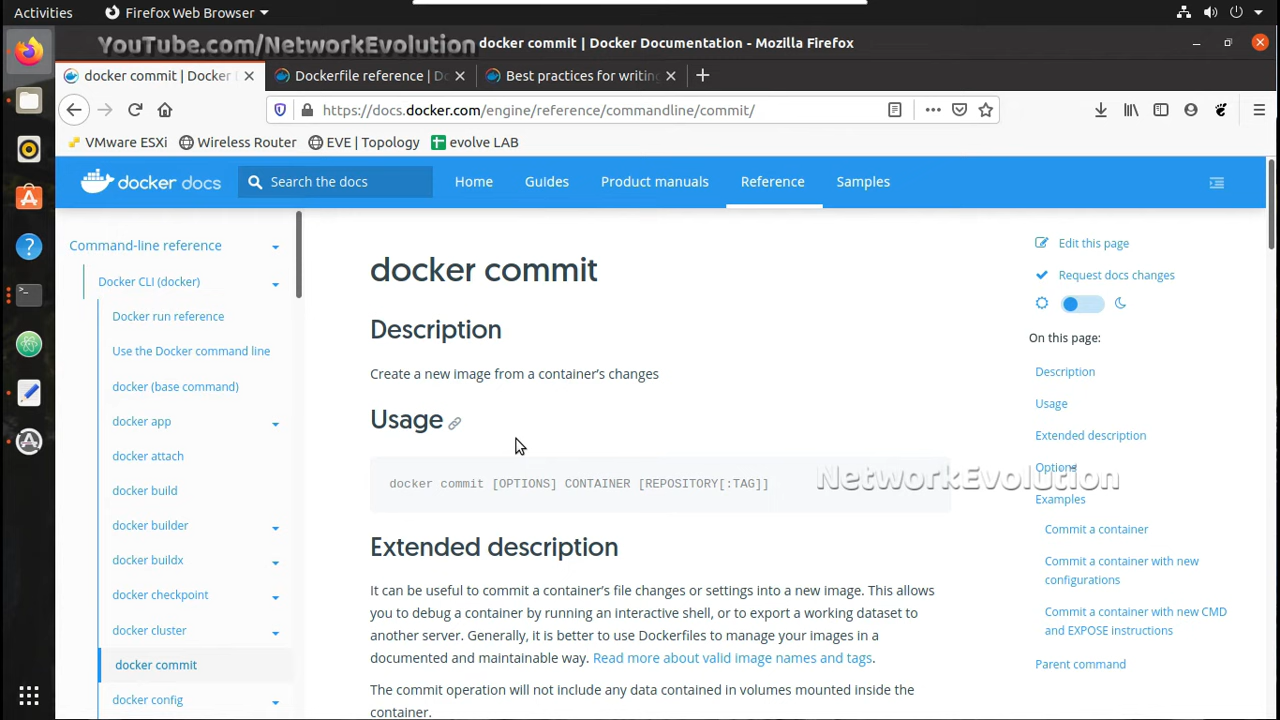 Activities
Firefox Web Browser
YouTube.com/NetworkEvolution
docker commit | Docker Documentation - Mozilla Firefox
docker commit | Docker
Dockerfile reference | Do
Best practices for writing
https://docs.docker.com/engine/reference/commandline/commit/
VMware ESXi
Wireless Router
EVE | Topology
evolve LAB
docker docs
Search the docs
Home
Guides
Product manuals
Reference
Samples
Command-line reference
Docker CLI (docker)
Docker run reference
Use the Docker command line
docker (base command)
docker app
docker attach
docker build
docker builder
docker buildx
docker checkpoint
docker cluster
docker commit
docker config
docker commit
Description
Create a new image from a container's changes
Usage
docker commit [OPTIONS] CONTAINER [REPOSITORY[:TAG]]
Extended description
It can be useful to commit a container's file changes or settings into a new image. This allows
you to debug a container by running an interactive shell, or to export a working dataset to
another server. Generally, it is better to use Dockerfiles to manage your images in a
documented and maintainable way. Read more about valid image names and tags.
The commit operation will not include any data contained in volumes mounted inside the
container.
Edit this page
Request docs changes
On this page:
Description
Usage
Extended description
Options
NetworkEvolution
Examples
Commit a container
Commit a container with new
configurations
Commit a container with new CMD
and EXPOSE instructions
Parent command